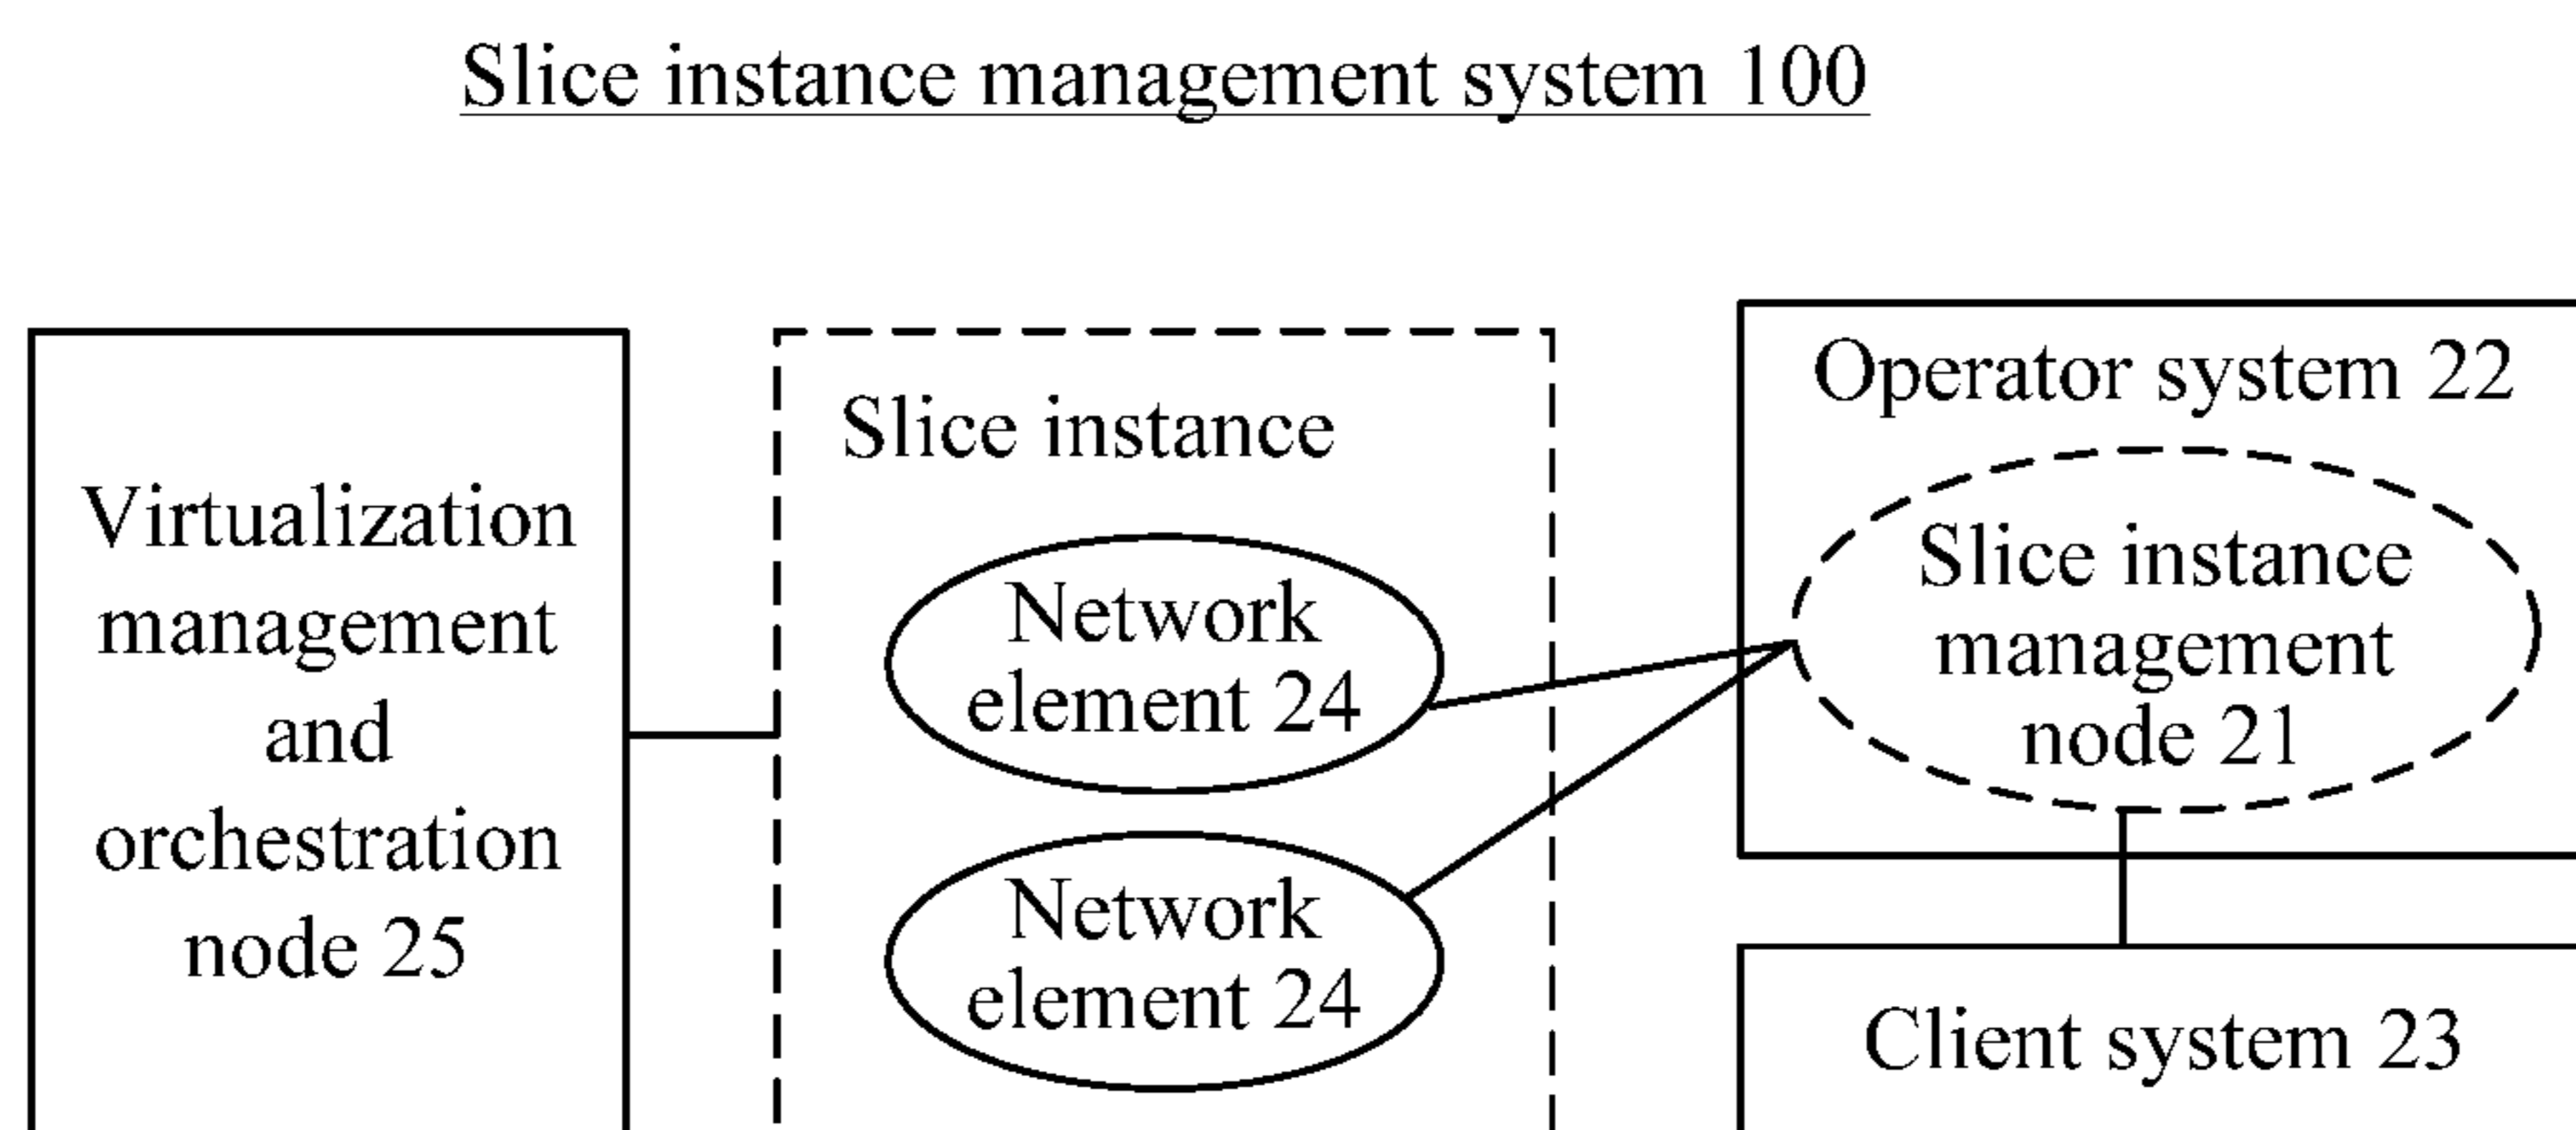 Slice instance management system 100
Virtualization
management
and
orchestration
node 25
Slice instance
Network
element 24
Network
element 24
Operator system 22
Slice instance
management
node 21
Client system 23